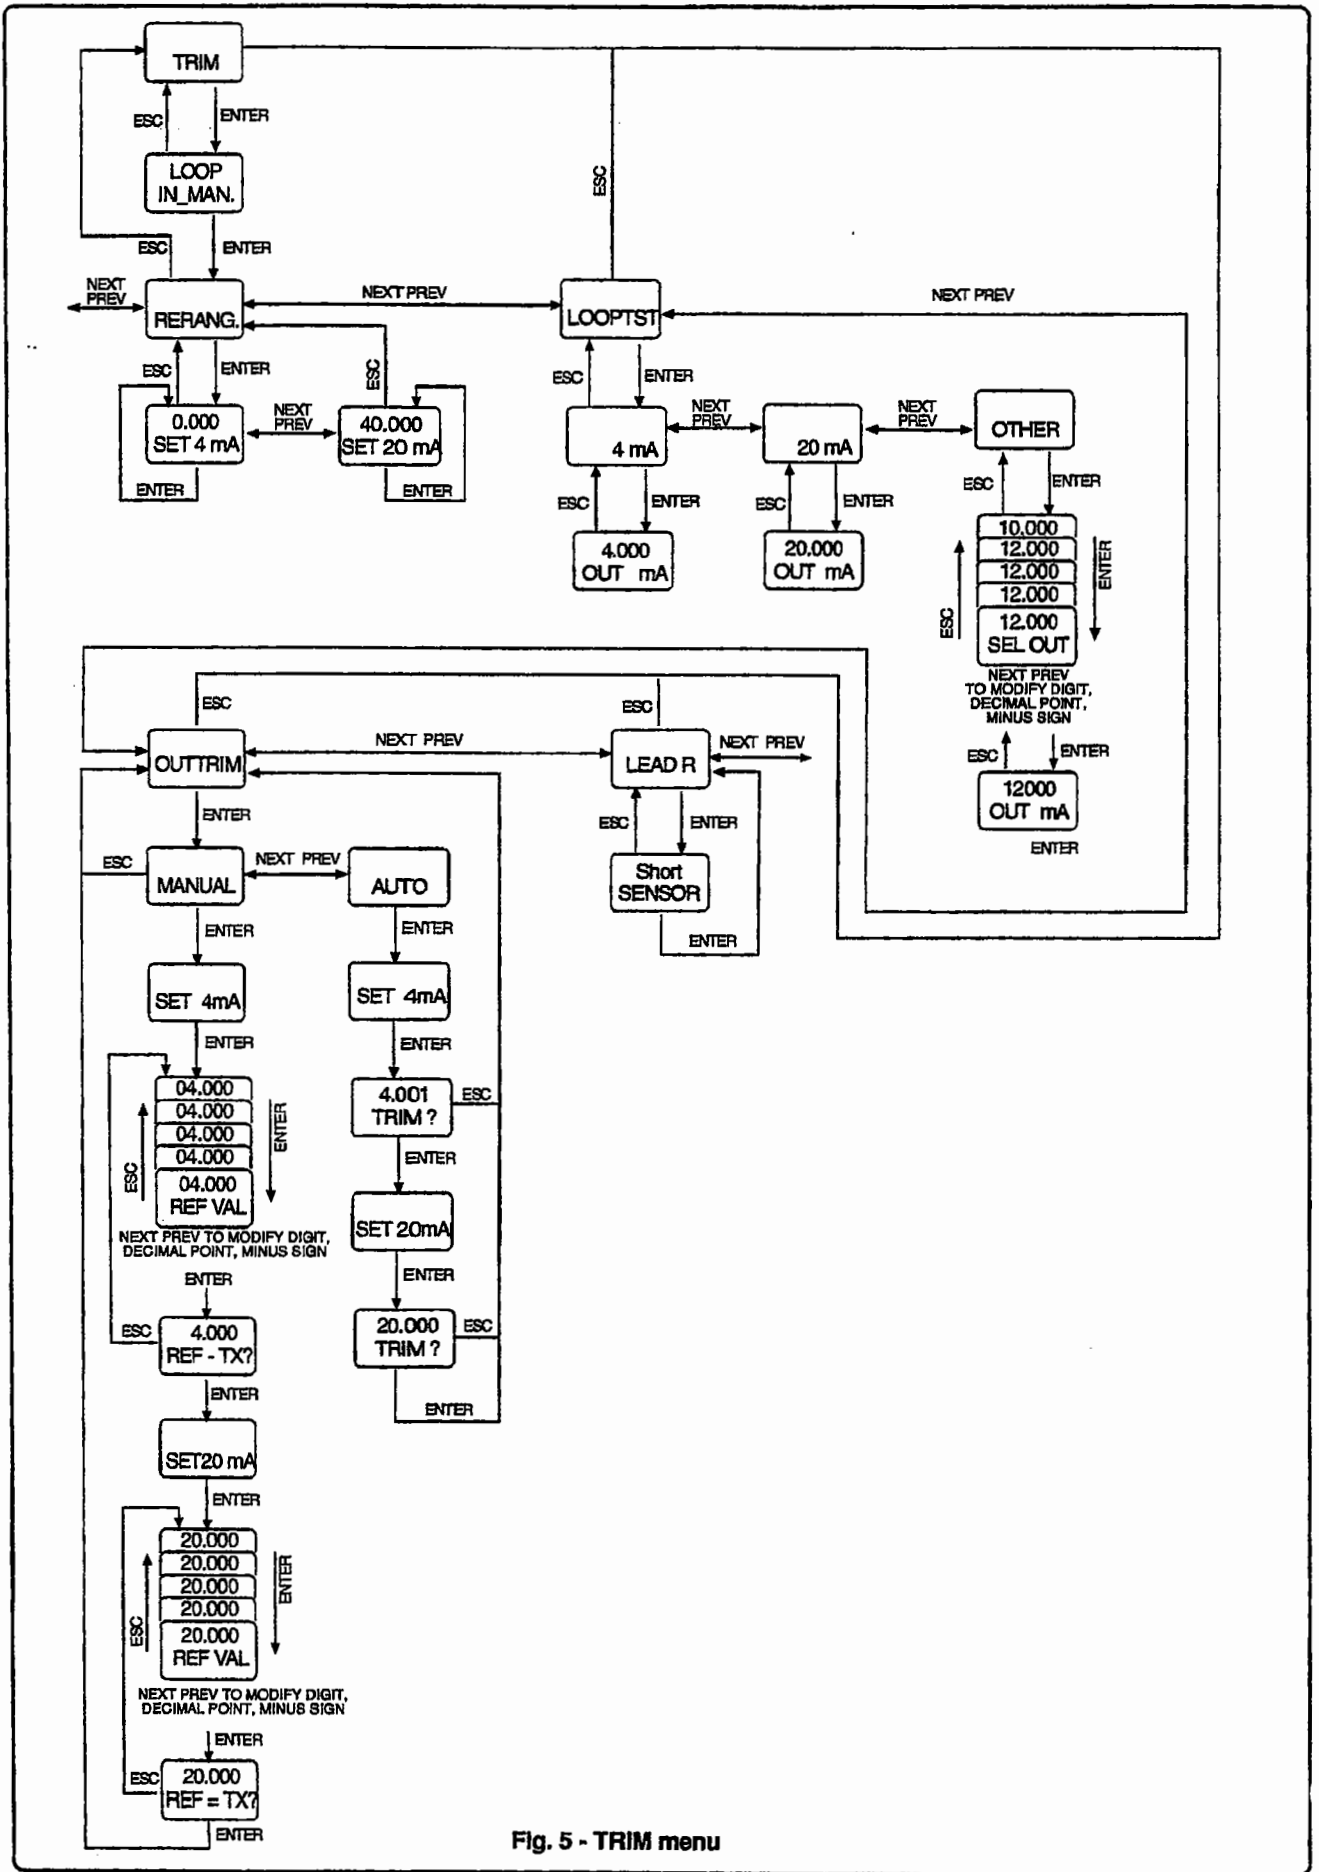 TRIM
ESC
ENTER
LOOP
IN_MAN.
ESC
ESC
ENTER
NEXT
PREV
RERANG.
NEXT PREV
LOOPTST
NEXT PREV
ESC
ENTER
ESC
ESC
ENTER
0.000
SET 4 mA
NEXT
PREV
40.000
SET 20 mA
ENTER
ENTER
4 mA
NEXT
PREV
20 mA
NEXT
PREV
OTHER
ESC
ENTER
ESC
ENTER
ESC
ENTER
4.000
OUT mA
20.000
OUT mA
10.000
12.000
12.000
12.000
12.000
SEL OUT
ESC
ENTER
NEXT PREV
TO MODIFY DIGIT,
DECIMAL POINT,
MINUS SIGN
ESC
ENTER
12000
OUT mA
ENTER
ESC
ESC
OUTTRIM
NEXT PREV
LEAD R
NEXT PREV
ENTER
ESC
ENTER
Short
SENSOR
ENTER
ESC
MANUAL
NEXT PREV
AUTO
ENTER
ENTER
SET 4mA
SET 4mA
ENTER
ENTER
04.000
04.000
04.000
04.000
04.000
REF VAL
ESC
ENTER
4.001
TRIM ?
ESC
ENTER
NEXT PREV TO MODIFY DIGIT,
DECIMAL POINT, MINUS SIGN
SET 20mA
ENTER
ENTER
ESC
4.000
REF - TX?
20.000
TRIM ?
ESC
ENTER
ENTER
SET20 mA
ENTER
20.000
20.000
20.000
20.000
20.000
REF VAL
ESC
ENTER
NEXT PREV TO MODIFY DIGIT,
DECIMAL POINT, MINUS SIGN
ENTER
ESC
20.000
REF = TX?
ENTER
Fig. 5 - TRIM menu